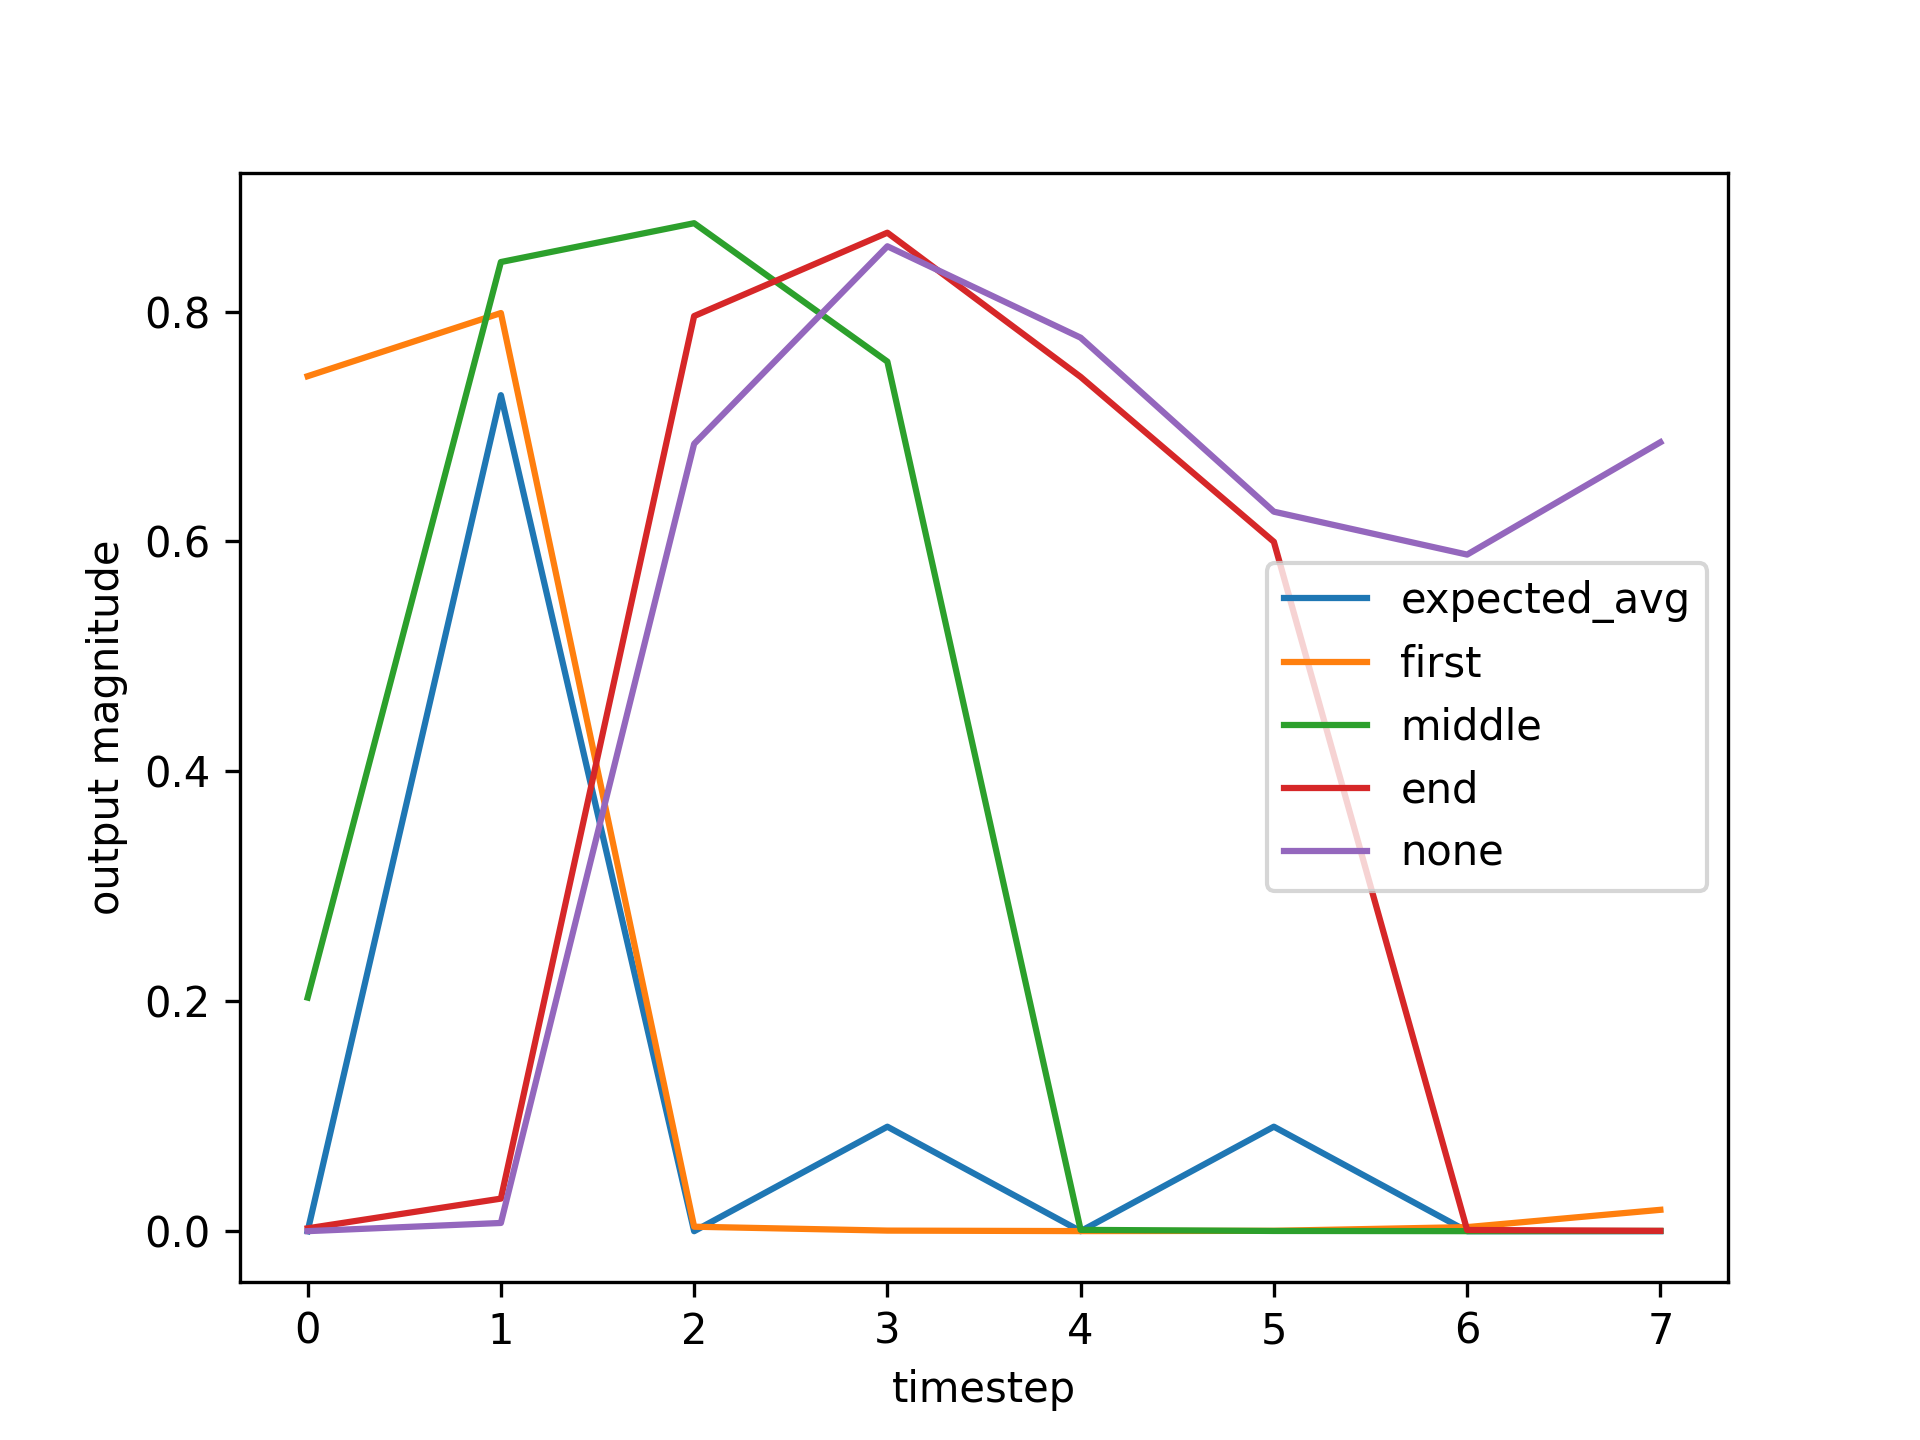 0.8
0.6
0.4
0.2
0.0
output magnitude
expected_avg
first
middle
end
none
0 1 2 3 4 5 6 7
timestep